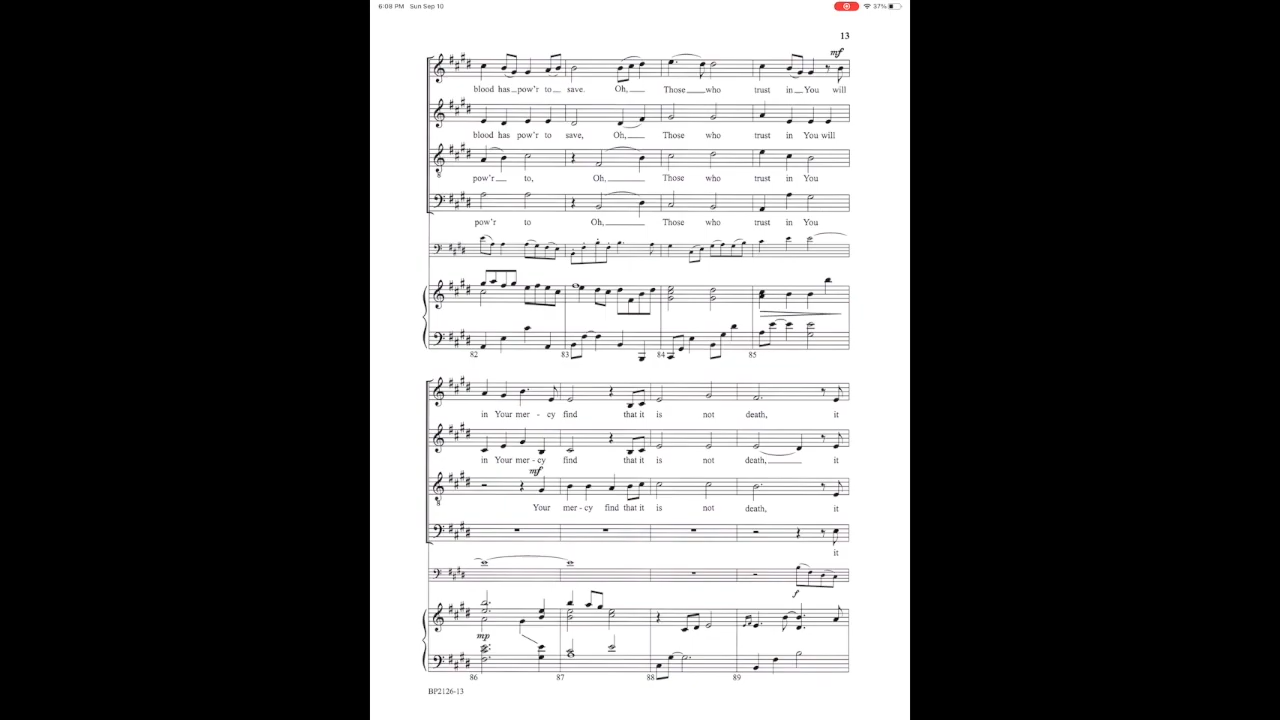 6:08 PM Sun Sep 10
37%
13
mf
blood has pow'r to save. Oh, Those who trust in You will
blood has pow'r to save, Oh, Those who trust in You will
8
pow'r to, Oh, Those who trust in You
pow'r to Oh, Those who trust in You
82 83 84 85
in Your mer - cy find that it is not death, it
in Your mer - cy find that it is not death, it
mf
8
Your mer - cy find that it is not death, it
it
f
mp
86 87 88 89
BP2126-13